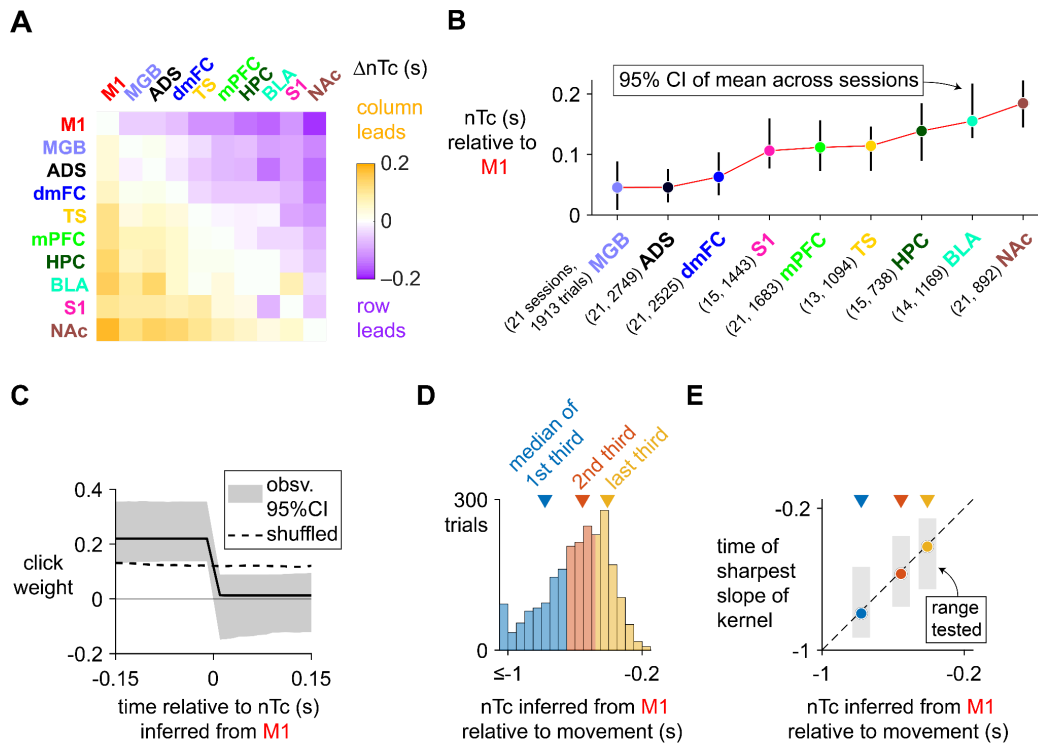 A
M1
MGB
ADS
dmFC
TS
mPFC
HPC
BLA
S1
NAc
ΔnTc (s)
column
leads
0.2
0
−0.2
row
leads
M1
MGB
ADS
dmFC
TS
mPFC
HPC
BLA
S1
NAc
B
95% CI of mean across sessions
nTc (s)
relative to
M1
0.2
0.1
0
(21 sessions,
1913 trials) MGB
(21, 2749) ADS
(21, 2525) dmFC
(15, 1443) S1
(21, 1683) mPFC
(13, 1094) TS
(15, 738) HPC
(14, 1169) BLA
(21, 892) NAc
C
obsv.
95%CI
shuffled
click
weight
0.4
0.2
0
-0.2
-0.15
0
0.15
time relative to nTc (s)
inferred from M1
D
median of
1st third
2nd third
last third
300
trials
0
≤-1
-0.2
nTc inferred from M1
relative to movement (s)
E
-0.2
time of
sharpest
slope of
kernel
range
tested
-1
-1
-0.2
nTc inferred from M1
relative to movement (s)